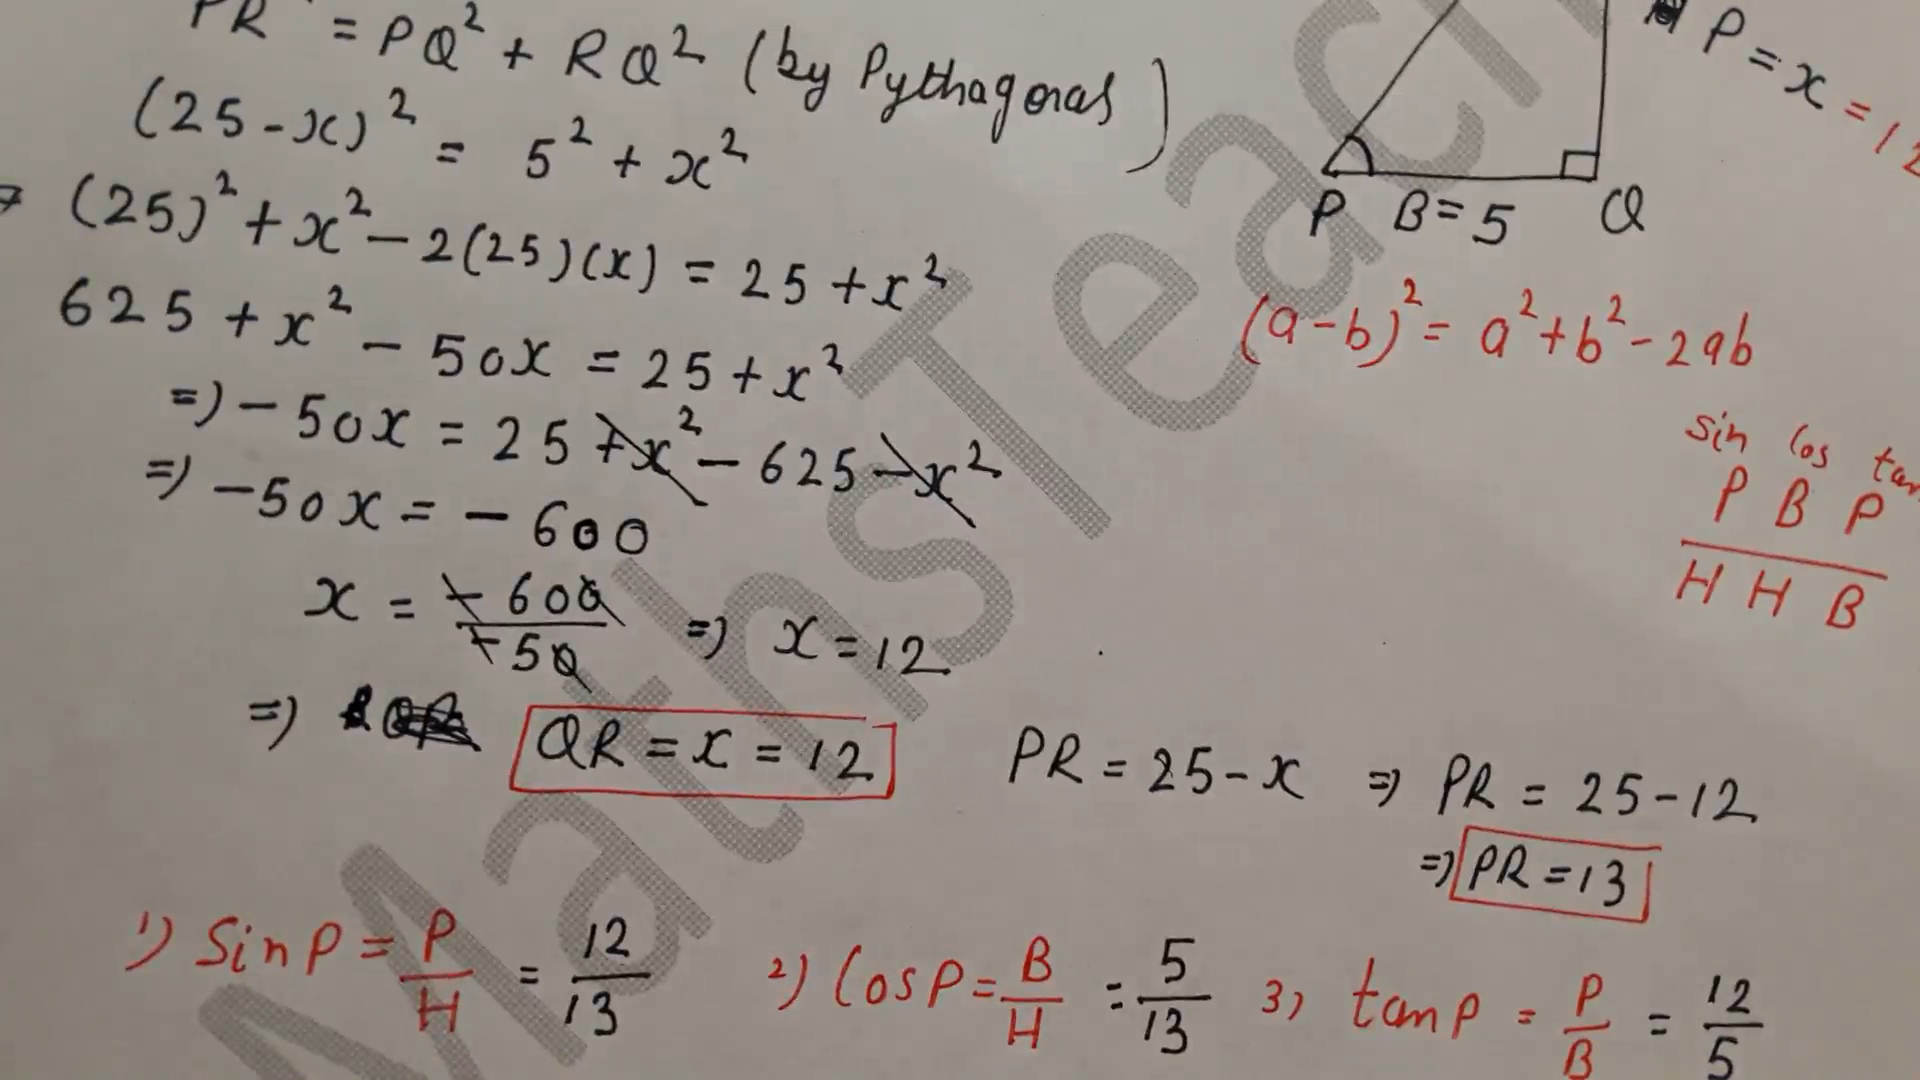 PR = PQ² + RQ² (by Pythagoras)
P = x = 12
(25-x)² = 5² + x²
P B = 5 Q
(25)² + x² - 2(25)(x) = 25 + x²
(a-b)² = a² + b² - 2ab
625 + x² - 50x = 25 + x²
=) -50x = 25 + x² - 625 - x²
sin cos tan
P B P
H H B
=) -50x = -600
x = -600/-50 =) x = 12
=) QR = x = 12 PR = 25-x =) PR = 25-12
=) PR = 13
1) Sin P = P/H = 12/13 2) Cos P = B/H = 5/13 3) tan P = P/B = 12/5
MathsTeac